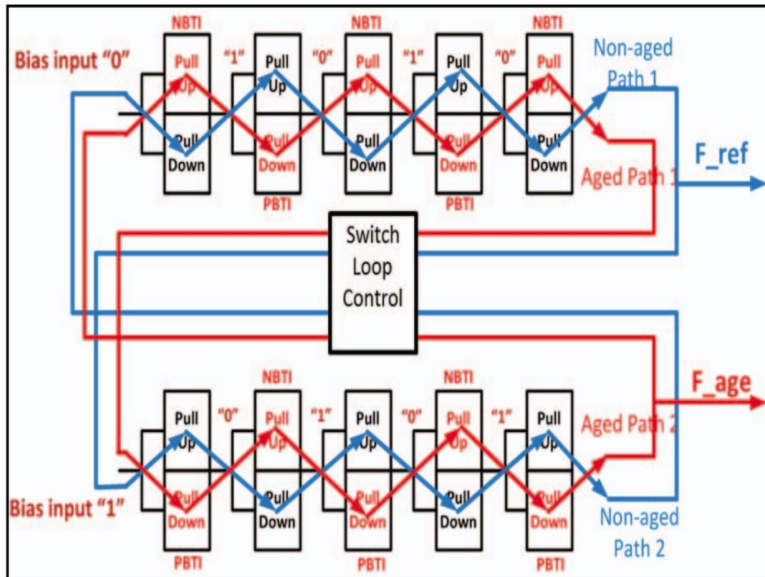 NBTI NBTI NBTI
Bias input “0”
Pull Up “1” Pull Up “0” Pull Up “1” Pull Up “0” Pull Up
Pull Down Pull Down Pull Down Pull Down Pull Down
PBTI PBTI
Non-aged
Path 1
Aged Path 1
F_ref
Switch
Loop
Control
F_age
NBTI NBTI
Pull Up “0” Pull Up “1” Pull Up “0” Pull Up “1” Pull Up
Pull Down Pull Down Pull Down Pull Down Pull Down
Bias input “1”
PBTI PBTI PBTI
Aged Path 2
Non-aged
Path 2